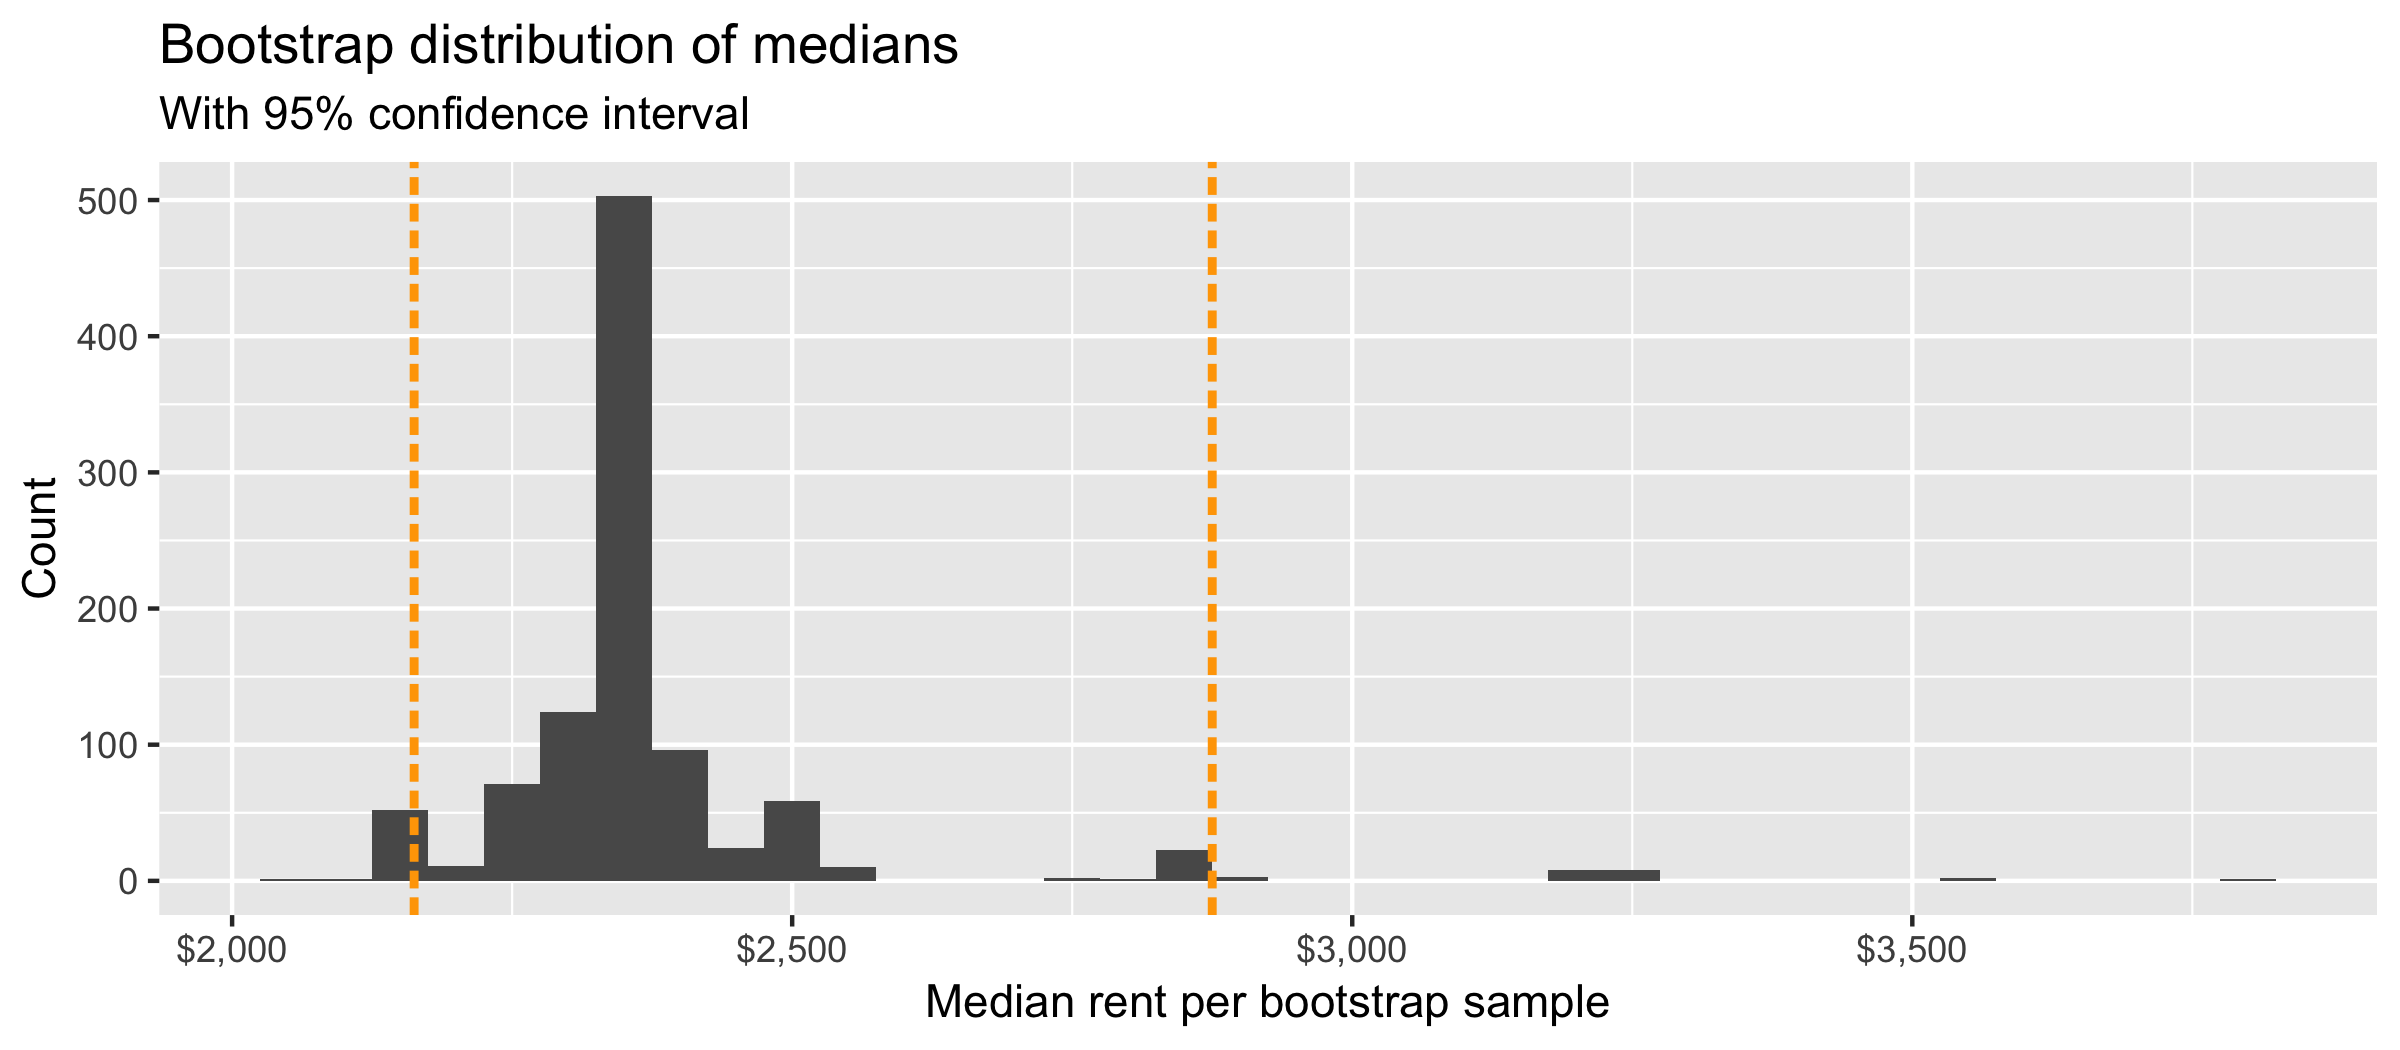 Bootstrap distribution of medians
With 95% confidence interval
500
400
300
200
100
0
Count
$2,000 $2,500 $3,000 $3,500
Median rent per bootstrap sample